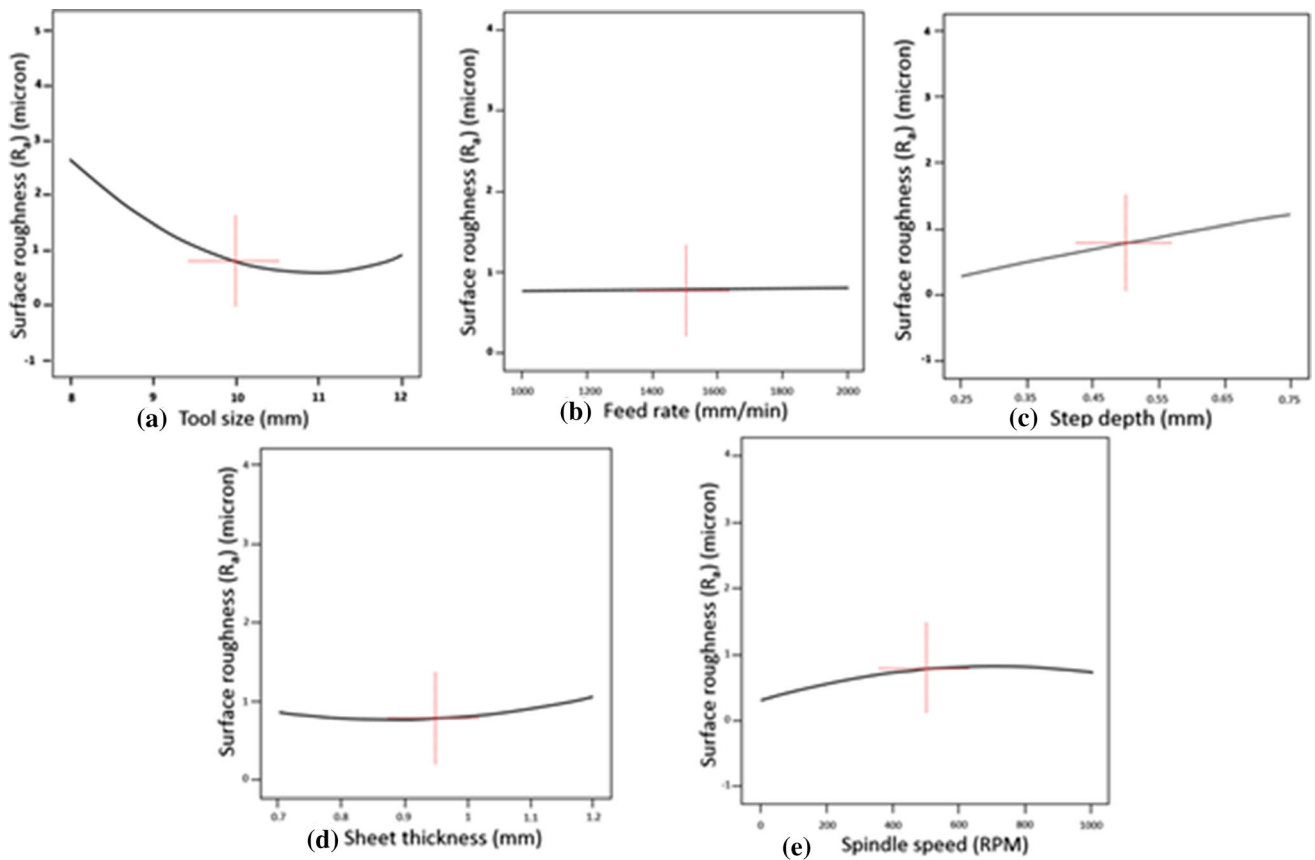 Surface roughness (Ra) (micron)
5
4
3
2
1
0
-1
8 9 10 11 12
(a) Tool size (mm)
Surface roughness (Ra) (micron)
4
3
2
1
0
1000 1200 1400 1600 1800 2000
(b) Feed rate (mm/min)
Surface roughness (Ra) (micron)
4
3
2
1
0
-1
0.25 0.35 0.45 0.55 0.65 0.75
(c) Step depth (mm)
Surface roughness (Ra) (micron)
4
3
2
1
0
0.7 0.8 0.9 1 1.1 1.2
(d) Sheet thickness (mm)
Surface roughness (Ra) (micron)
4
3
2
1
0
-1
0 200 400 600 800 1000
(e) Spindle speed (RPM)